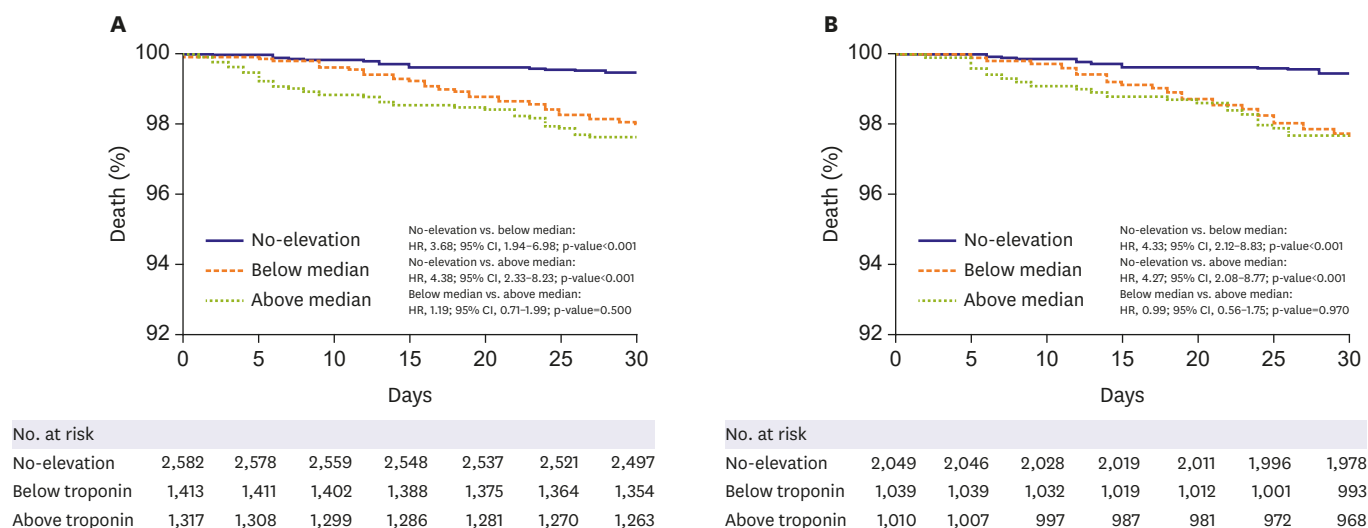 A
100
98
96
94
92
Death (%)
No-elevation
Below median
Above median
No-elevation vs. below median:
HR, 3.68; 95% CI, 1.94–6.98; p-value<0.001
No-elevation vs. above median:
HR, 4.38; 95% CI, 2.33–8.23; p-value<0.001
Below median vs. above median:
HR, 1.19; 95% CI, 0.71–1.99; p-value=0.500
0 5 10 15 20 25 30
Days
No. at risk
No-elevation 2,582 2,578 2,559 2,548 2,537 2,521 2,497
Below troponin 1,413 1,411 1,402 1,388 1,375 1,364 1,354
Above troponin 1,317 1,308 1,299 1,286 1,281 1,270 1,263
B
100
98
96
94
92
Death (%)
No-elevation
Below median
Above median
No-elevation vs. below median:
HR, 4.33; 95% CI, 2.12–8.83; p-value<0.001
No-elevation vs. above median:
HR, 4.27; 95% CI, 2.08–8.77; p-value<0.001
Below median vs. above median:
HR, 0.99; 95% CI, 0.56–1.75; p-value=0.970
0 5 10 15 20 25 30
Days
No. at risk
No-elevation 2,049 2,046 2,028 2,019 2,011 1,996 1,978
Below troponin 1,039 1,039 1,032 1,019 1,012 1,001 993
Above troponin 1,010 1,007 997 987 981 972 968